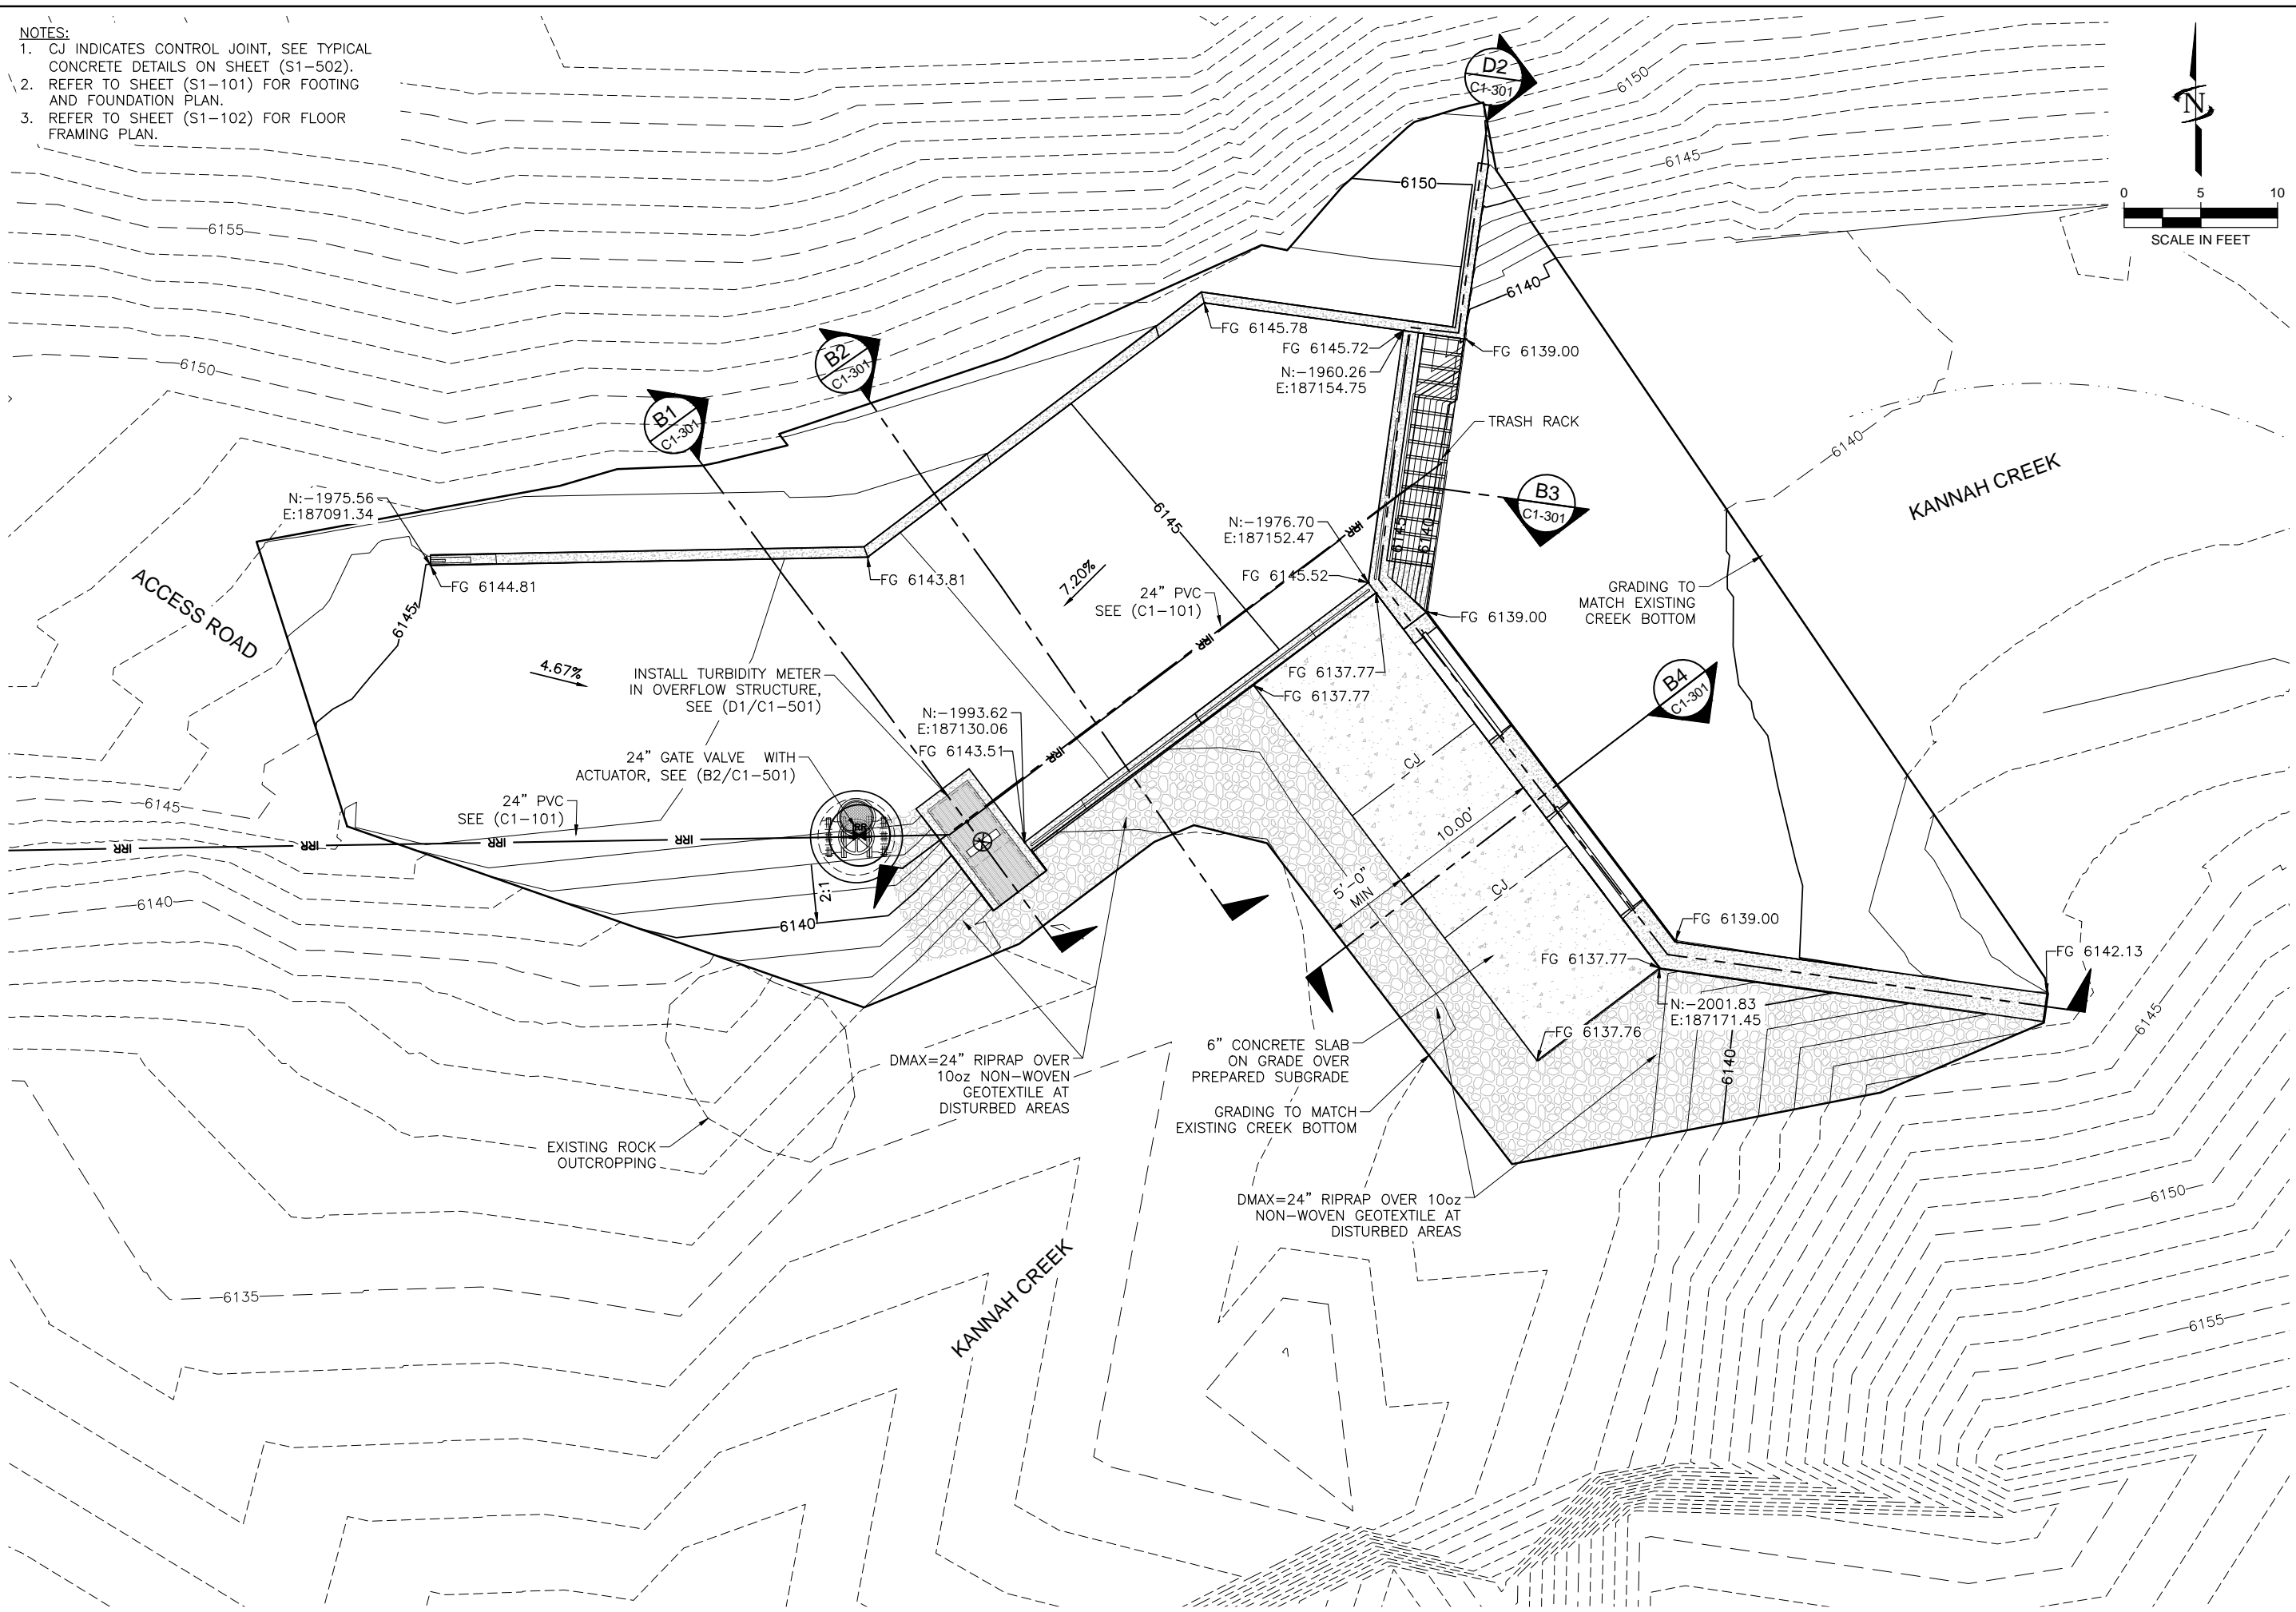 NOTES:
1. CJ INDICATES CONTROL JOINT, SEE TYPICAL
CONCRETE DETAILS ON SHEET (S1-502).
2. REFER TO SHEET (S1-101) FOR FOOTING
AND FOUNDATION PLAN.
3. REFER TO SHEET (S1-102) FOR FLOOR
FRAMING PLAN.
D2
C1-301
6150
N
0 5 10
SCALE IN FEET
6145
6150
6155
6140
FG 6145.78
FG 6145.72
FG 6139.00
N:-1960.26
E:187154.75
B2
C1-301
6150
B1
C1-301
TRASH RACK
6140
KANNAH CREEK
B3
C1-301
N:-1975.56
E:187091.34
6145
N:-1976.70
E:187152.47
IRR
6145
6140
FG 6144.81
FG 6143.81
7.20%
FG 6145.52
24" PVC
SEE (C1-101)
GRADING TO
MATCH EXISTING
CREEK BOTTOM
FG 6139.00
ACCESS ROAD
6145
IRR
4.67%
INSTALL TURBIDITY METER
IN OVERFLOW STRUCTURE,
SEE (D1/C1-501)
FG 6137.77
FG 6137.77
B4
C1-301
N:-1993.62
E:187130.06
FG 6143.51
IRR
24" GATE VALVE WITH
ACTUATOR, SEE (B2/C1-501)
CJ
6145
24" PVC
SEE (C1-101)
IRR
IRR
IRR
IRR
IRR
10.00'
5'-0"
MIN
CJ
2:1
6140
6140
FG 6139.00
FG 6142.13
FG 6137.77
N:-2001.83
E:187171.45
6145
FG 6137.76
6" CONCRETE SLAB
ON GRADE OVER
PREPARED SUBGRADE
6140
DMAX=24" RIPRAP OVER
10oz NON-WOVEN
GEOTEXTILE AT
DISTURBED AREAS
GRADING TO MATCH
EXISTING CREEK BOTTOM
EXISTING ROCK
OUTCROPPING
DMAX=24" RIPRAP OVER 10oz
NON-WOVEN GEOTEXTILE AT
DISTURBED AREAS
6150
KANNAH CREEK
6135
6155